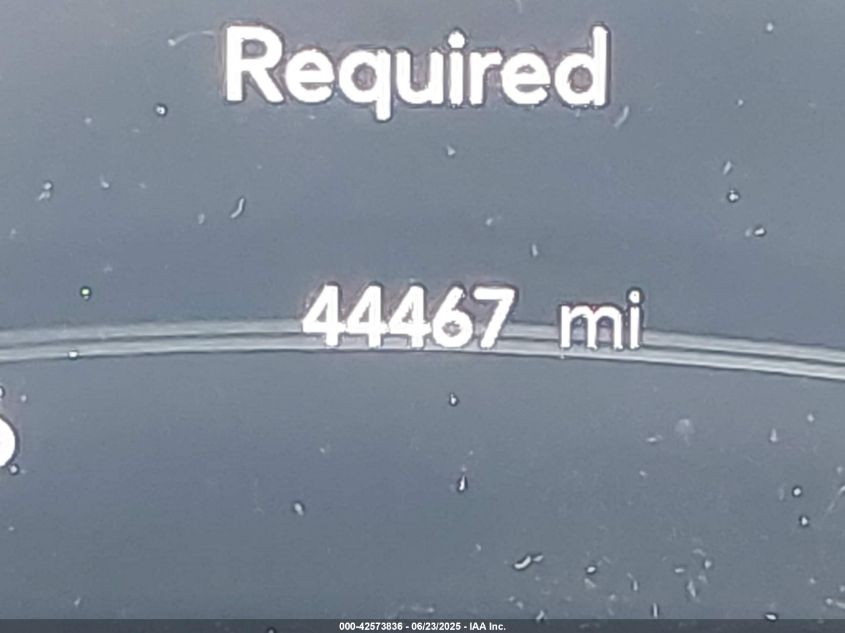 Required
44467 mi
000-42573836 - 06/23/2025 - IAA Inc.